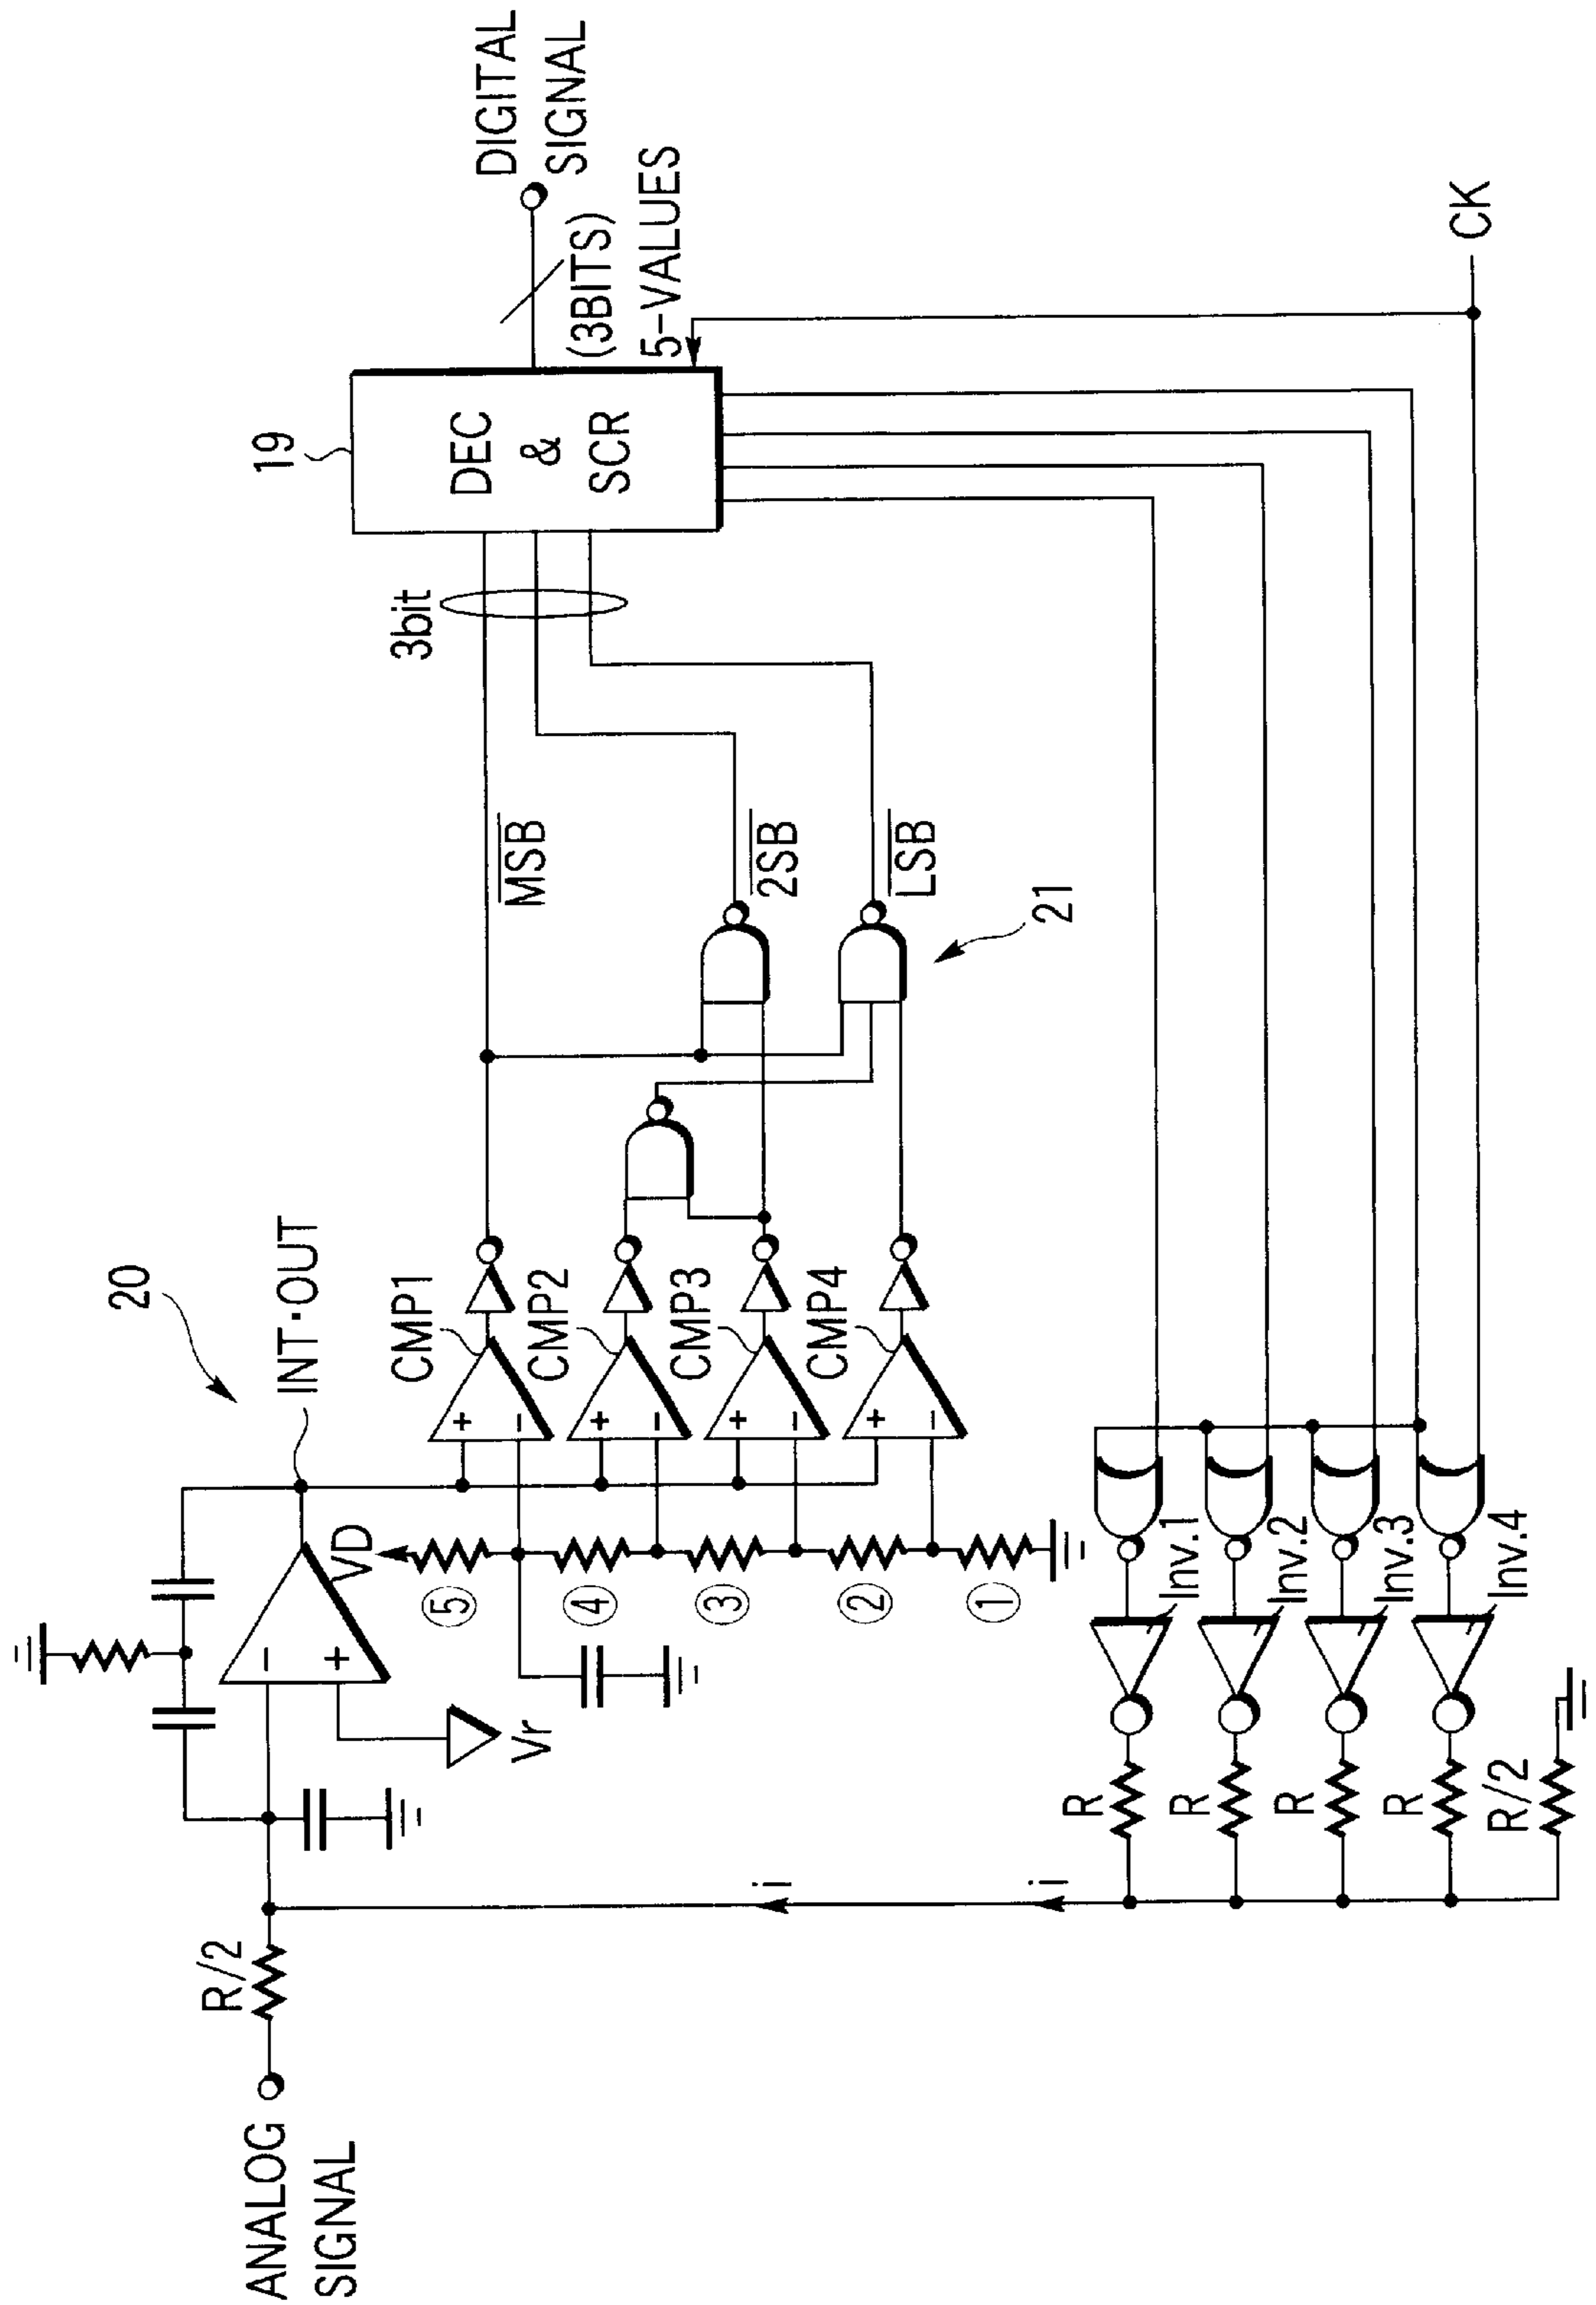 ANALOG
SIGNAL
R/2
20
INT·OUT
VD
Vr
−
+
⑤
④
③
②
①
CMP1
CMP2
CMP3
CMP4
+
−
+
−
+
−
+
−
MSB
2SB
LSB
21
3bit
19
DEC
&
SCR
DIGITAL
SIGNAL
(3BITS)
5-VALUES
CK
i
i
R
R
R
R
R/2
Inv.1
Inv.2
Inv.3
Inv.4